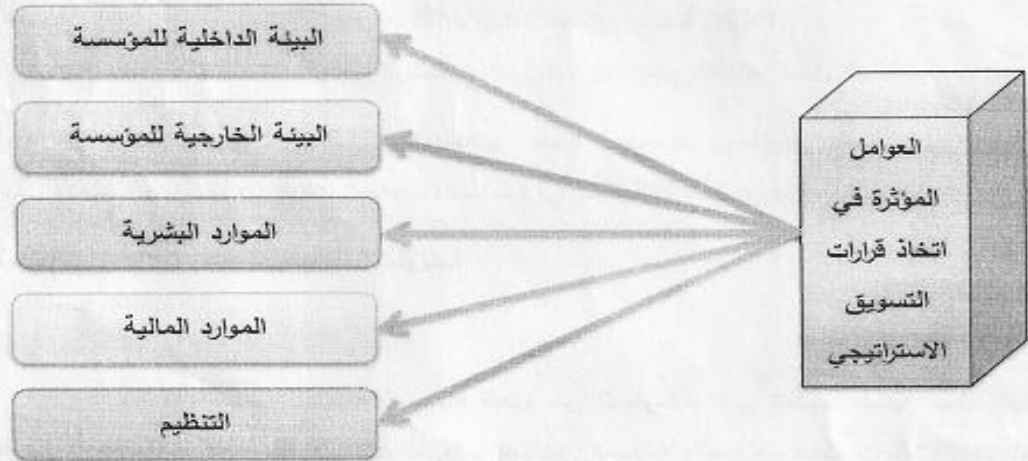 العوامل
المؤثرة في
اتخاذ قرارات
التسويق
الاستراتيجي
البيئة الداخلية للمؤسسة
البيئة الخارجية للمؤسسة
الموارد البشرية
الموارد المالية
التنظيم